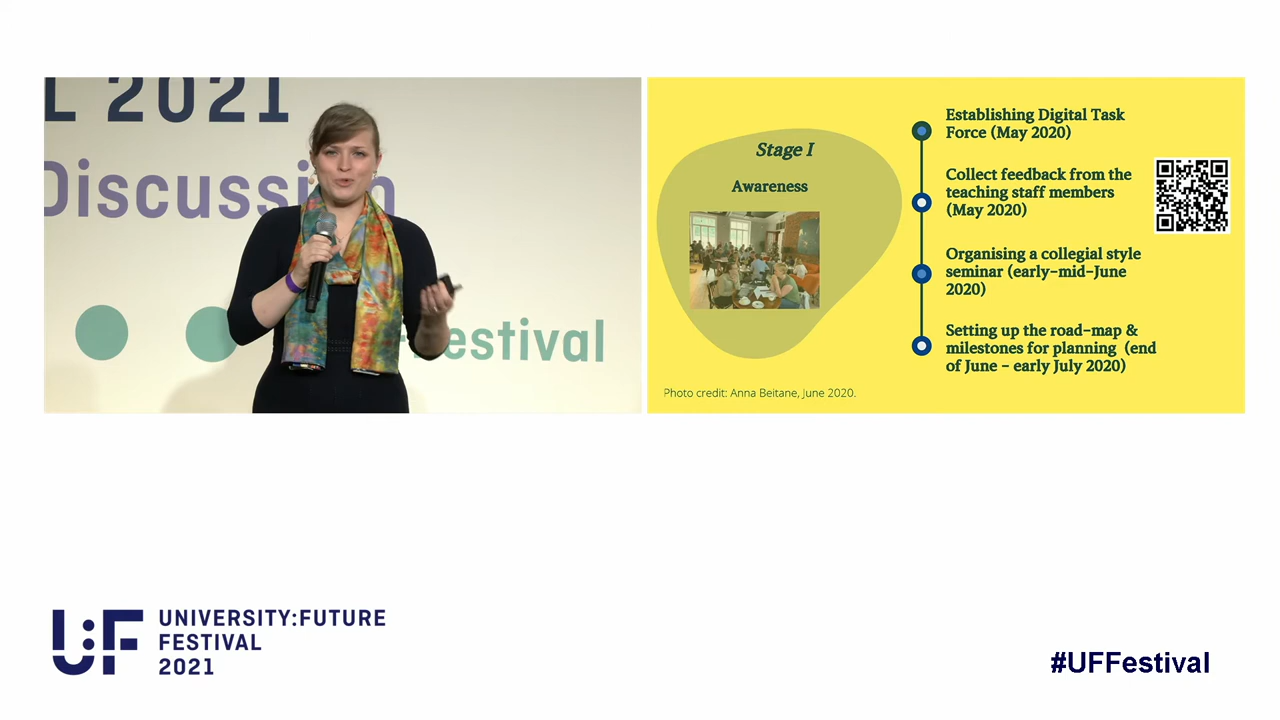 L 2021
Discussion
estival
Stage I
Awareness
Photo credit: Anna Beitane, June 2020.
Establishing Digital Task
Force (May 2020)
Collect feedback from the
teaching staff members
(May 2020)
Organising a collegial style
seminar (early-mid-June
2020)
Setting up the road-map &
milestones for planning (end
of June - early July 2020)
U:F
UNIVERSITY:FUTURE
FESTIVAL
2021
#UFFestival